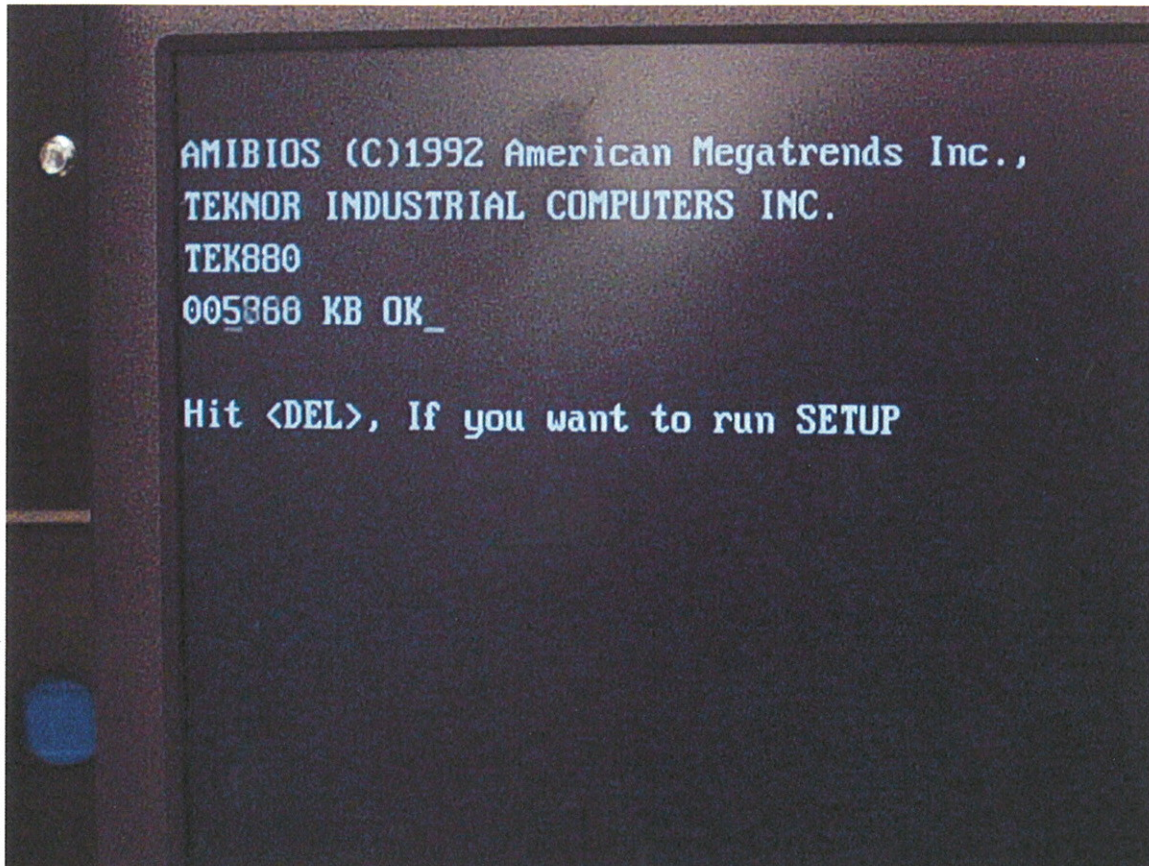 AMIBIOS (C)1992 American Megatrends Inc.,
TEKNOR INDUSTRIAL COMPUTERS INC.
TEK880
KB OK_
Hit <DEL>, If you want to run SETUP